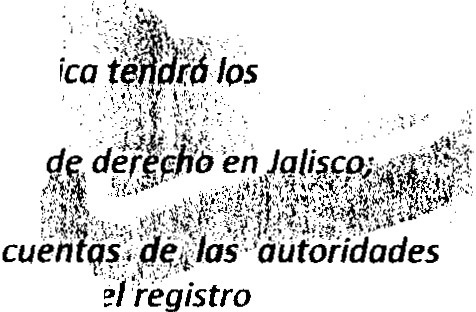 ica tendrá los
de derecho en Jalisco;
cuentas de las autoridades
el registro